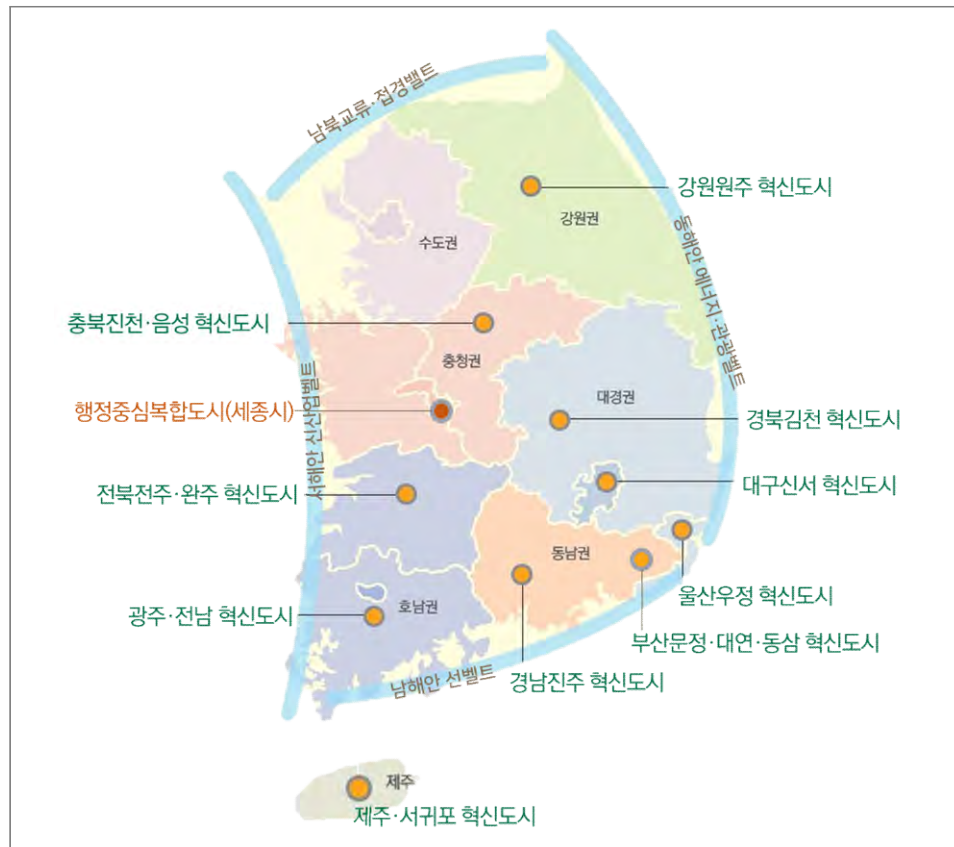 남북교류·접경밸트
강원원주 혁신도시
강원권
수도권
동해안 에너지·관광벨트
충북진천·음성 혁신도시
충청권
대경권
행정중심복합도시(세종시)
경북김천 혁신도시
서해안 신산업벨트
대구신서 혁신도시
전북전주·완주 혁신도시
동남권
울산우정 혁신도시
호남권
광주·전남 혁신도시
부산문정·대연·동삼 혁신도시
남해안 선벨트
경남진주 혁신도시
제주
제주·서귀포 혁신도시